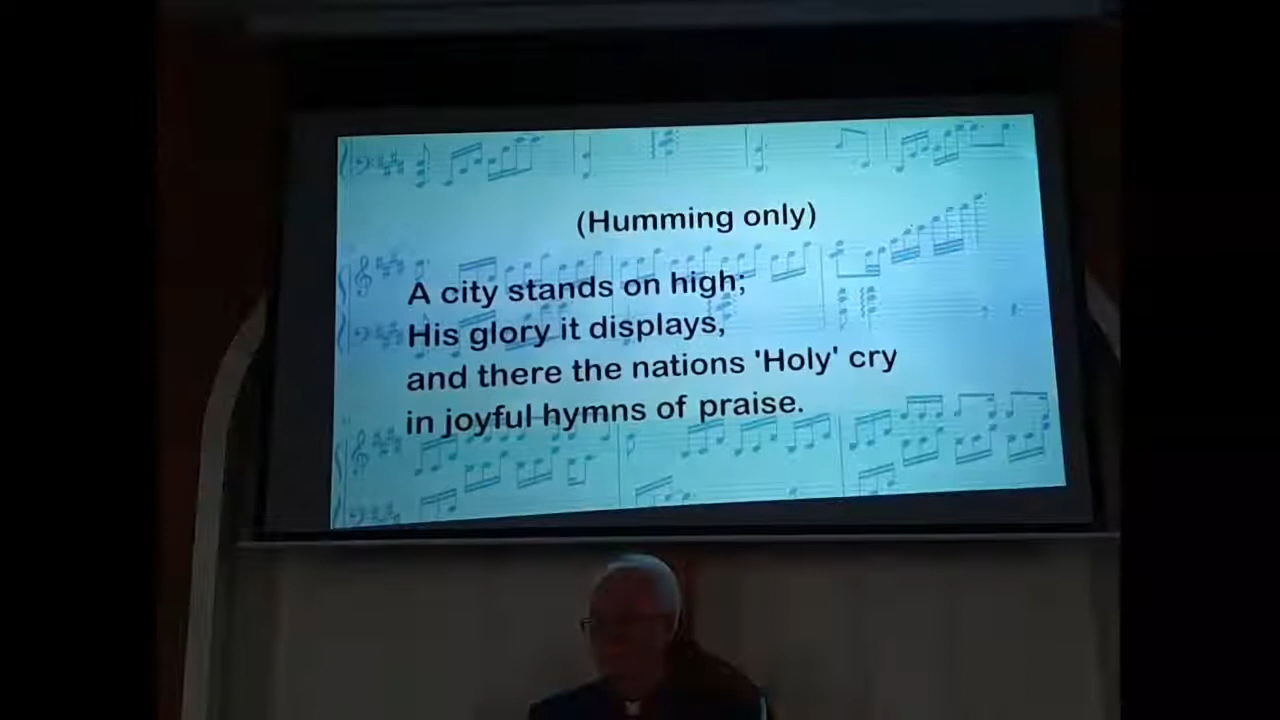 (Humming only)
A city stands on high;
His glory it displays,
and there the nations 'Holy' cry
in joyful hymns of praise.